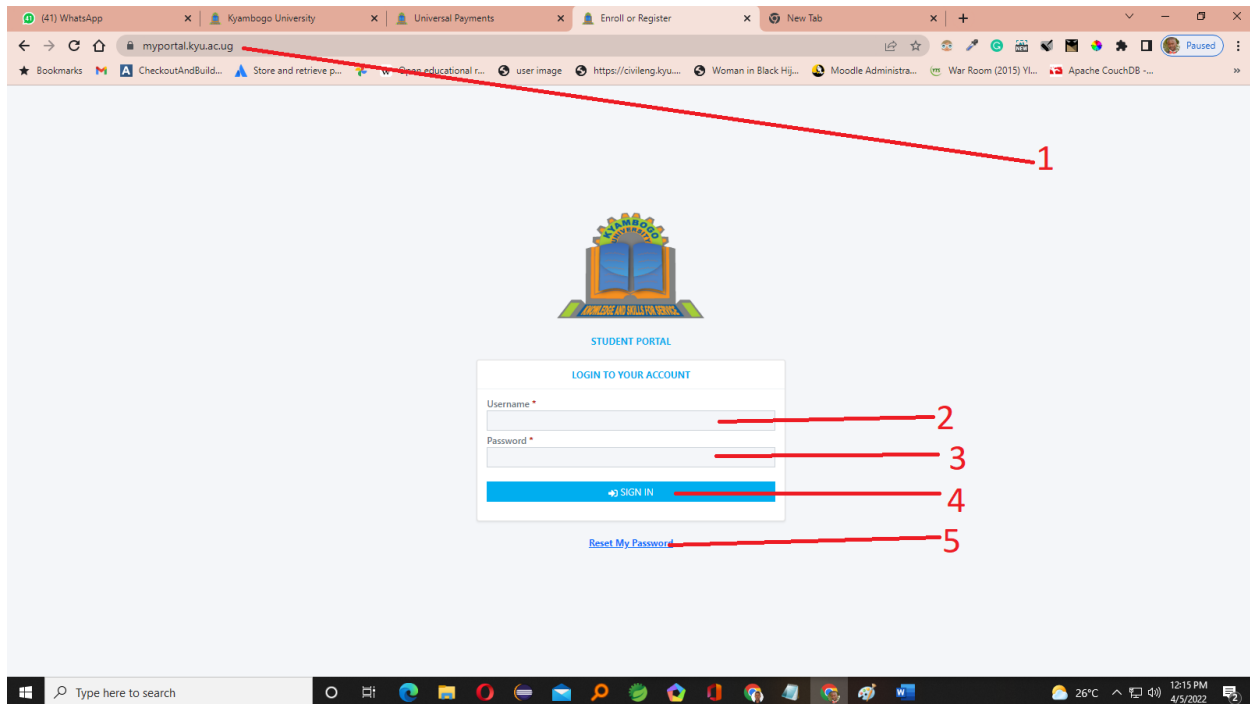 (41) WhatsApp Kyambogo University Universal Payments Enroll or Register New Tab
myportal.kyu.ac.ug Paused
Bookmarks CheckoutAndBuild... Store and retrieve p... Open educational r... user image https://civileng.kyu.... Woman in Black Hij... Moodle Administra... War Room (2015) YI... Apache CouchDB -... »
1
KYAMBOGO
UNIVERSITY
KNOWLEDGE AND SKILLS FOR SERVICE
STUDENT PORTAL
LOGIN TO YOUR ACCOUNT
Username *
2
Password *
3
SIGN IN
4
Reset My Password
5
Type here to search 26°C 12:15 PM
4/5/2022